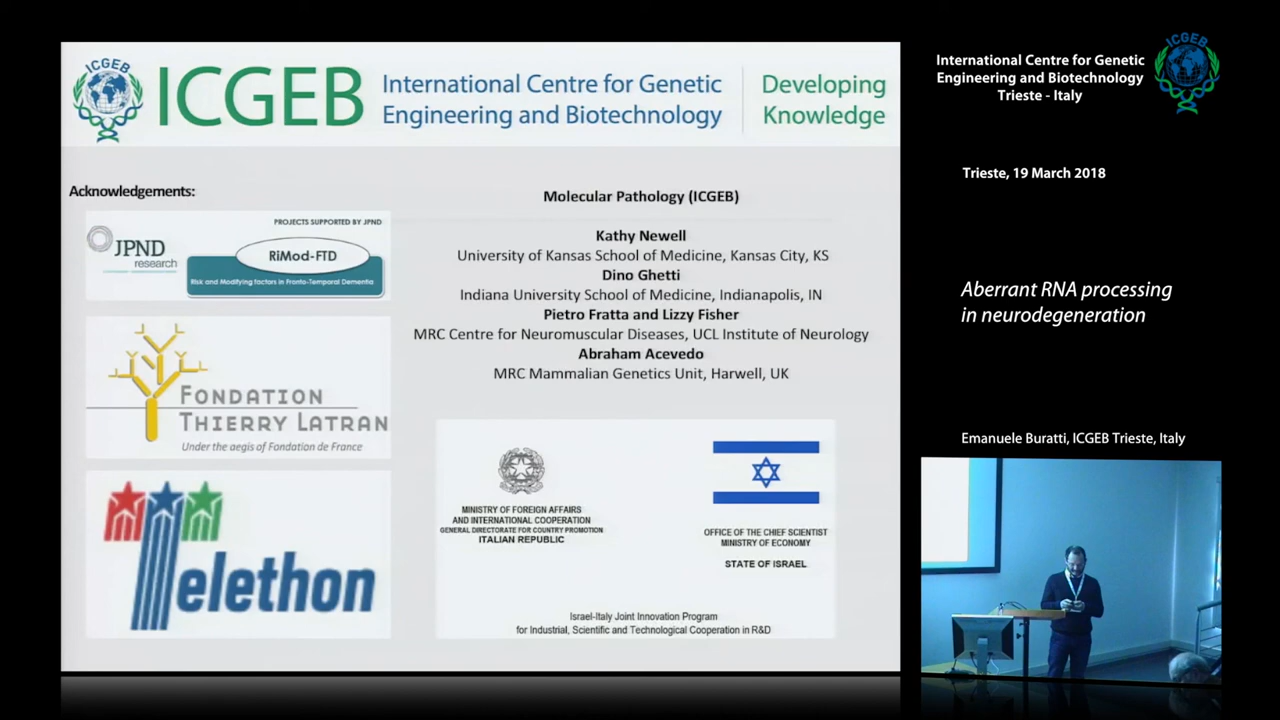 ICGEB
ICGEB
International Centre for Genetic
Engineering and Biotechnology
Developing
Knowledge
Acknowledgements:
PROJECTS SUPPORTED BY JPND
JPND
research
RiMod-FTD
Risk and Modifying factors in Fronto-Temporal Dementia
FONDATION
THIERRY LATRAN
Under the aegis of Fondation de France
Telethon
Molecular Pathology (ICGEB)
Kathy Newell
University of Kansas School of Medicine, Kansas City, KS
Dino Ghetti
Indiana University School of Medicine, Indianapolis, IN
Pietro Fratta and Lizzy Fisher
MRC Centre for Neuromuscular Diseases, UCL Institute of Neurology
Abraham Acevedo
MRC Mammalian Genetics Unit, Harwell, UK
MINISTRY OF FOREIGN AFFAIRS
AND INTERNATIONAL COOPERATION
GENERAL DIRECTORATE FOR COUNTRY PROMOTION
ITALIAN REPUBLIC
OFFICE OF THE CHIEF SCIENTIST
MINISTRY OF ECONOMY
STATE OF ISRAEL
Israel-Italy Joint Innovation Program
for Industrial, Scientific and Technological Cooperation in R&D
International Centre for Genetic
Engineering and Biotechnology
Trieste - Italy
ICGEB
Trieste, 19 March 2018
Aberrant RNA processing
in neurodegeneration
Emanuele Buratti, ICGEB Trieste, Italy